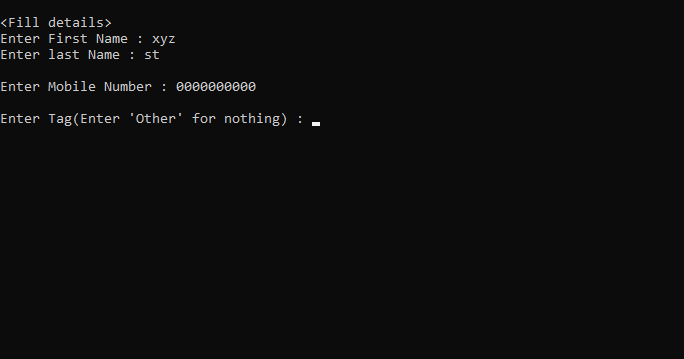 <Fill details>
Enter First Name : xyz
Enter last Name : st
Enter Mobile Number : 0000000000
Enter Tag(Enter 'Other' for nothing) :